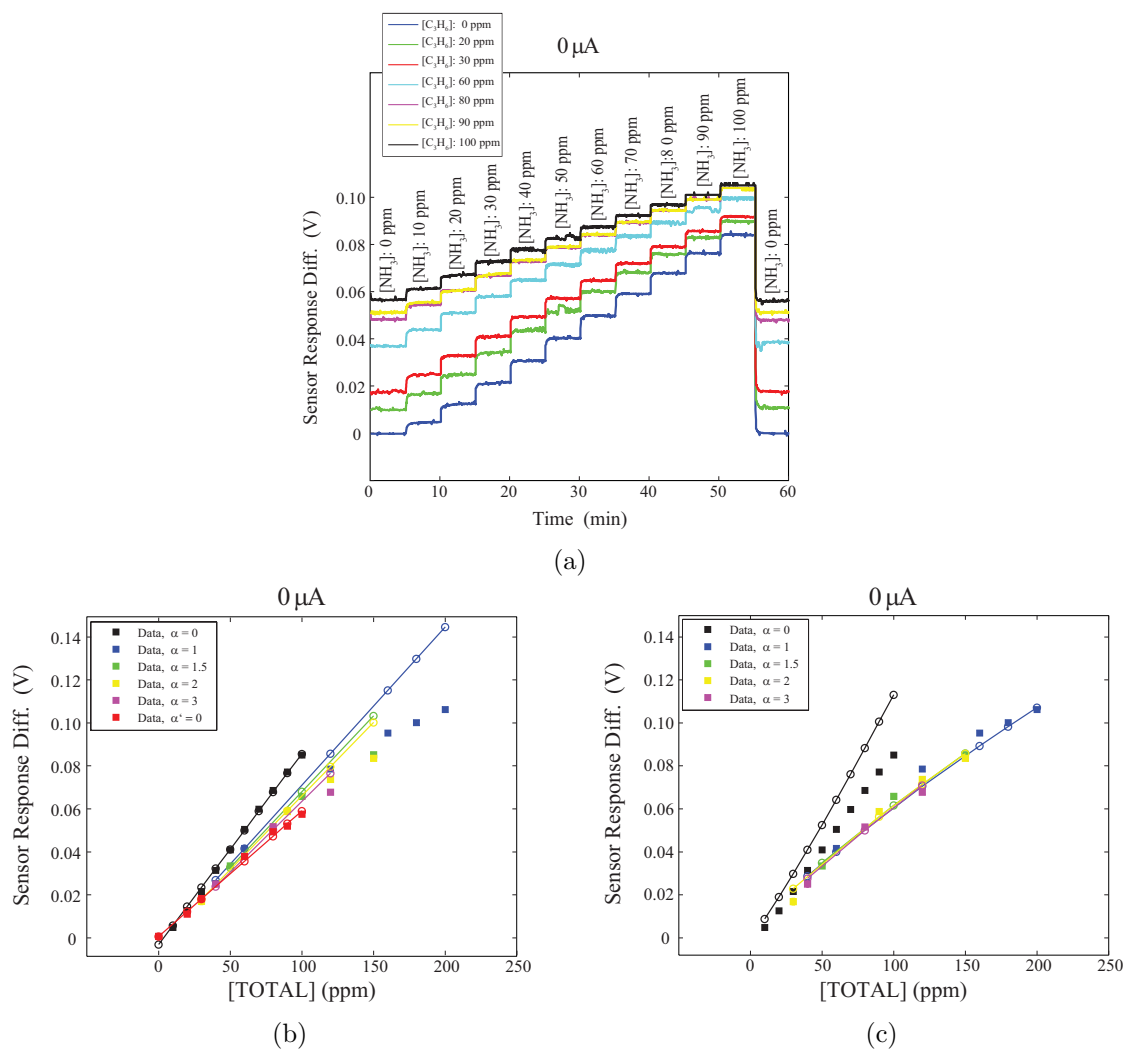 [C₃H₆]: 0 ppm
[C₃H₆]: 20 ppm
[C₃H₆]: 30 ppm
[C₃H₆]: 60 ppm
[C₃H₆]: 80 ppm
[C₃H₆]: 90 ppm
[C₃H₆]: 100 ppm
0 µA
[NH₃]: 0 ppm
[NH₃]: 10 ppm
[NH₃]: 20 ppm
[NH₃]: 30 ppm
[NH₃]: 40 ppm
[NH₃]: 50 ppm
[NH₃]: 60 ppm
[NH₃]: 70 ppm
[NH₃]:8 0 ppm
[NH₃]: 90 ppm
[NH₃]: 100 ppm
[NH₃]: 0 ppm
Sensor Response Diff. (V)
0.10
0.08
0.06
0.04
0.02
0
0 10 20 30 40 50 60
Time (min)
(a)
0 µA
Data, α = 0
Data, α = 1
Data, α = 1.5
Data, α = 2
Data, α = 3
Data, α* = 0
Sensor Response Diff. (V)
0.14
0.12
0.10
0.08
0.06
0.04
0.02
0
0 50 100 150 200 250
[TOTAL] (ppm)
(b)
0 µA
Data, α = 0
Data, α = 1
Data, α = 1.5
Data, α = 2
Data, α = 3
Sensor Response Diff. (V)
0.14
0.12
0.10
0.08
0.06
0.04
0.02
0
0 50 100 150 200 250
[TOTAL] (ppm)
(c)